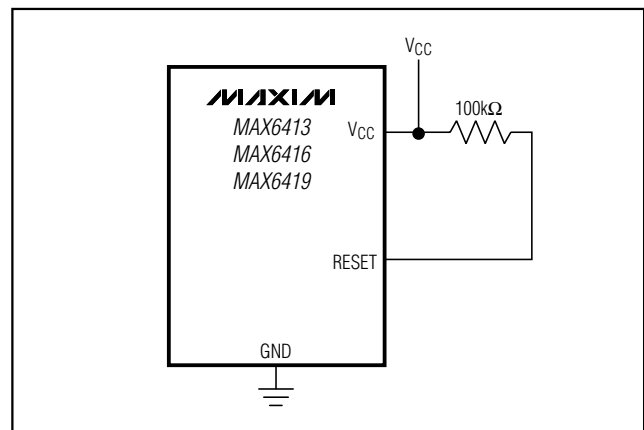 VCC
MAXIM
100kΩ
MAX6413
VCC
MAX6416
MAX6419
RESET
GND